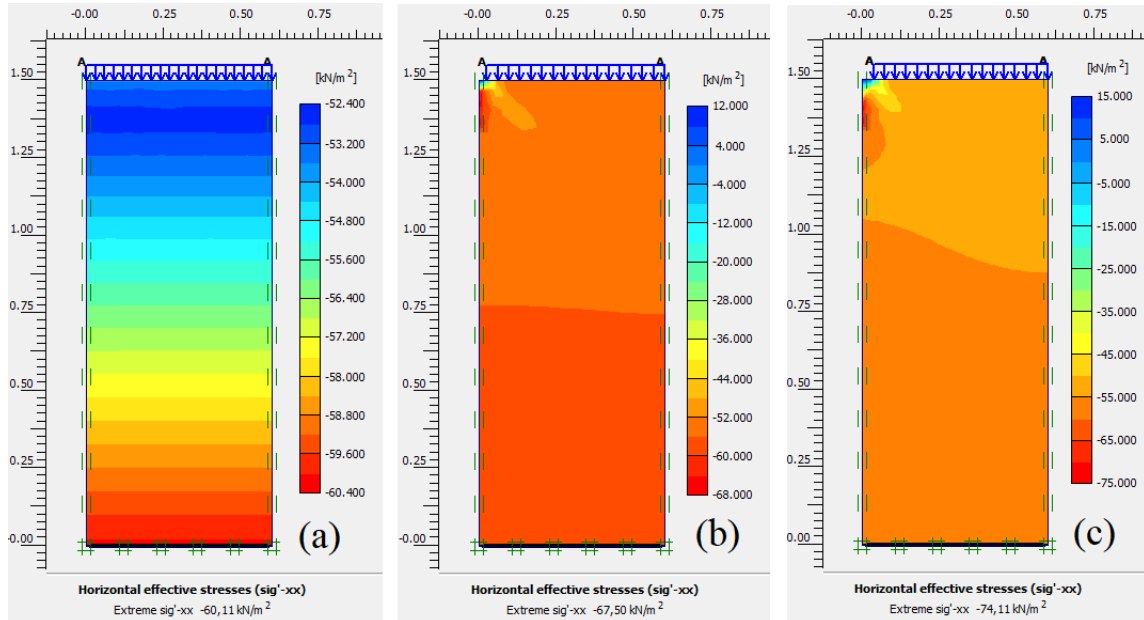 -0.00 0.25 0.50 0.75
A A
[kN/m²]
1.50
1.25
1.00
0.75
0.50
0.25
-0.00
-52.400
-53.200
-54.000
-54.800
-55.600
-56.400
-57.200
-58.000
-58.800
-59.600
-60.400
(a)
Horizontal effective stresses (sig'-xx)
Extreme sig'-xx -60,11 kN/m²
-0.00 0.25 0.50 0.75
A A
[kN/m²]
1.50
1.25
1.00
0.75
0.50
0.25
-0.00
12.000
4.000
-4.000
-12.000
-20.000
-28.000
-36.000
-44.000
-52.000
-60.000
-68.000
(b)
Horizontal effective stresses (sig'-xx)
Extreme sig'-xx -67,50 kN/m²
-0.00 0.25 0.50 0.75
A A
[kN/m²]
1.50
1.25
1.00
0.75
0.50
0.25
0.00
15.000
5.000
-5.000
-15.000
-25.000
-35.000
-45.000
-55.000
-65.000
-75.000
(c)
Horizontal effective stresses (sig'-xx)
Extreme sig'-xx -74,11 kN/m²